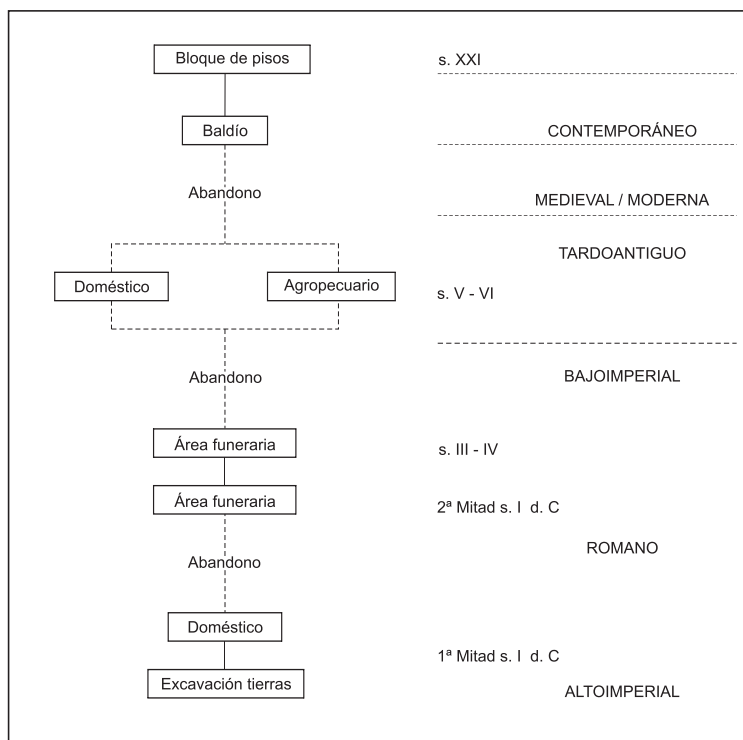 Bloque de pisos
s. XXI
Baldío
CONTEMPORÁNEO
Abandono
MEDIEVAL / MODERNA
TARDOANTIGUO
Doméstico
Agropecuario
s. V - VI
Abandono
BAJOIMPERIAL
Área funeraria
s. III - IV
Área funeraria
2ª Mitad s. I d. C
ROMANO
Abandono
Doméstico
1ª Mitad s. I d. C
Excavación tierras
ALTOIMPERIAL